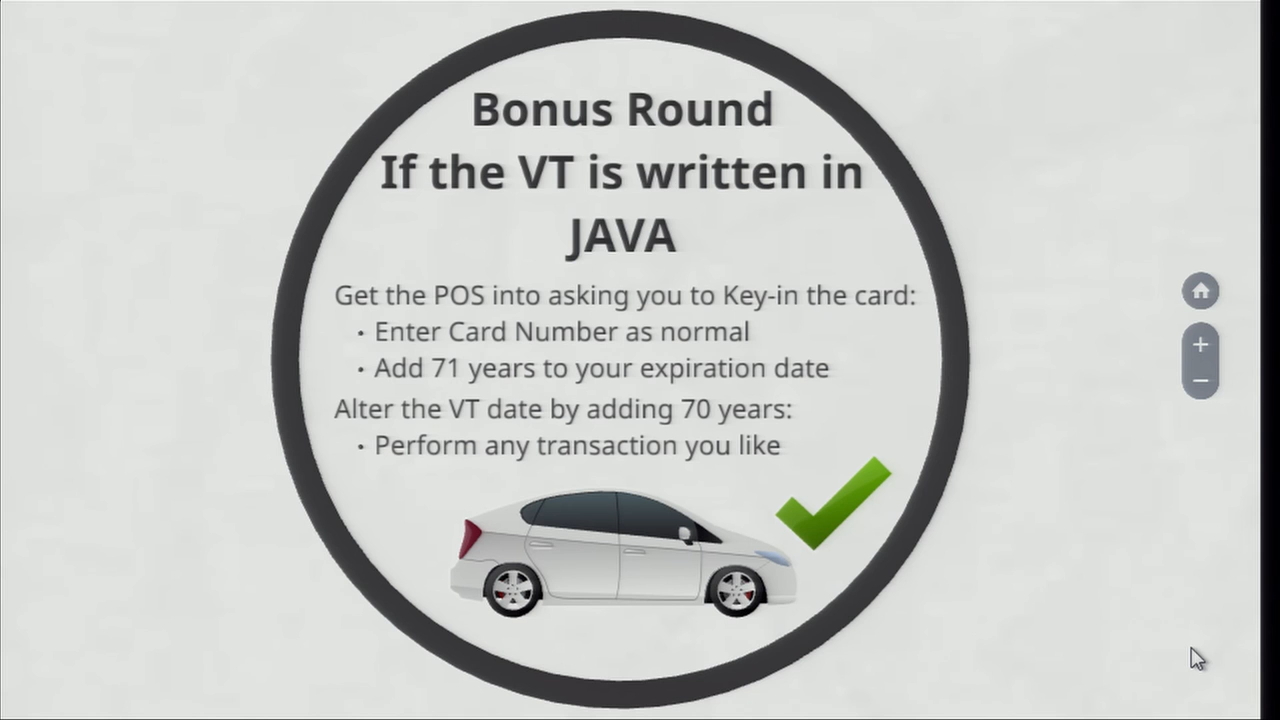 Bonus Round
If the VT is written in
JAVA
Get the POS into asking you to Key-in the card:
• Enter Card Number as normal
• Add 71 years to your expiration date
Alter the VT date by adding 70 years:
• Perform any transaction you like